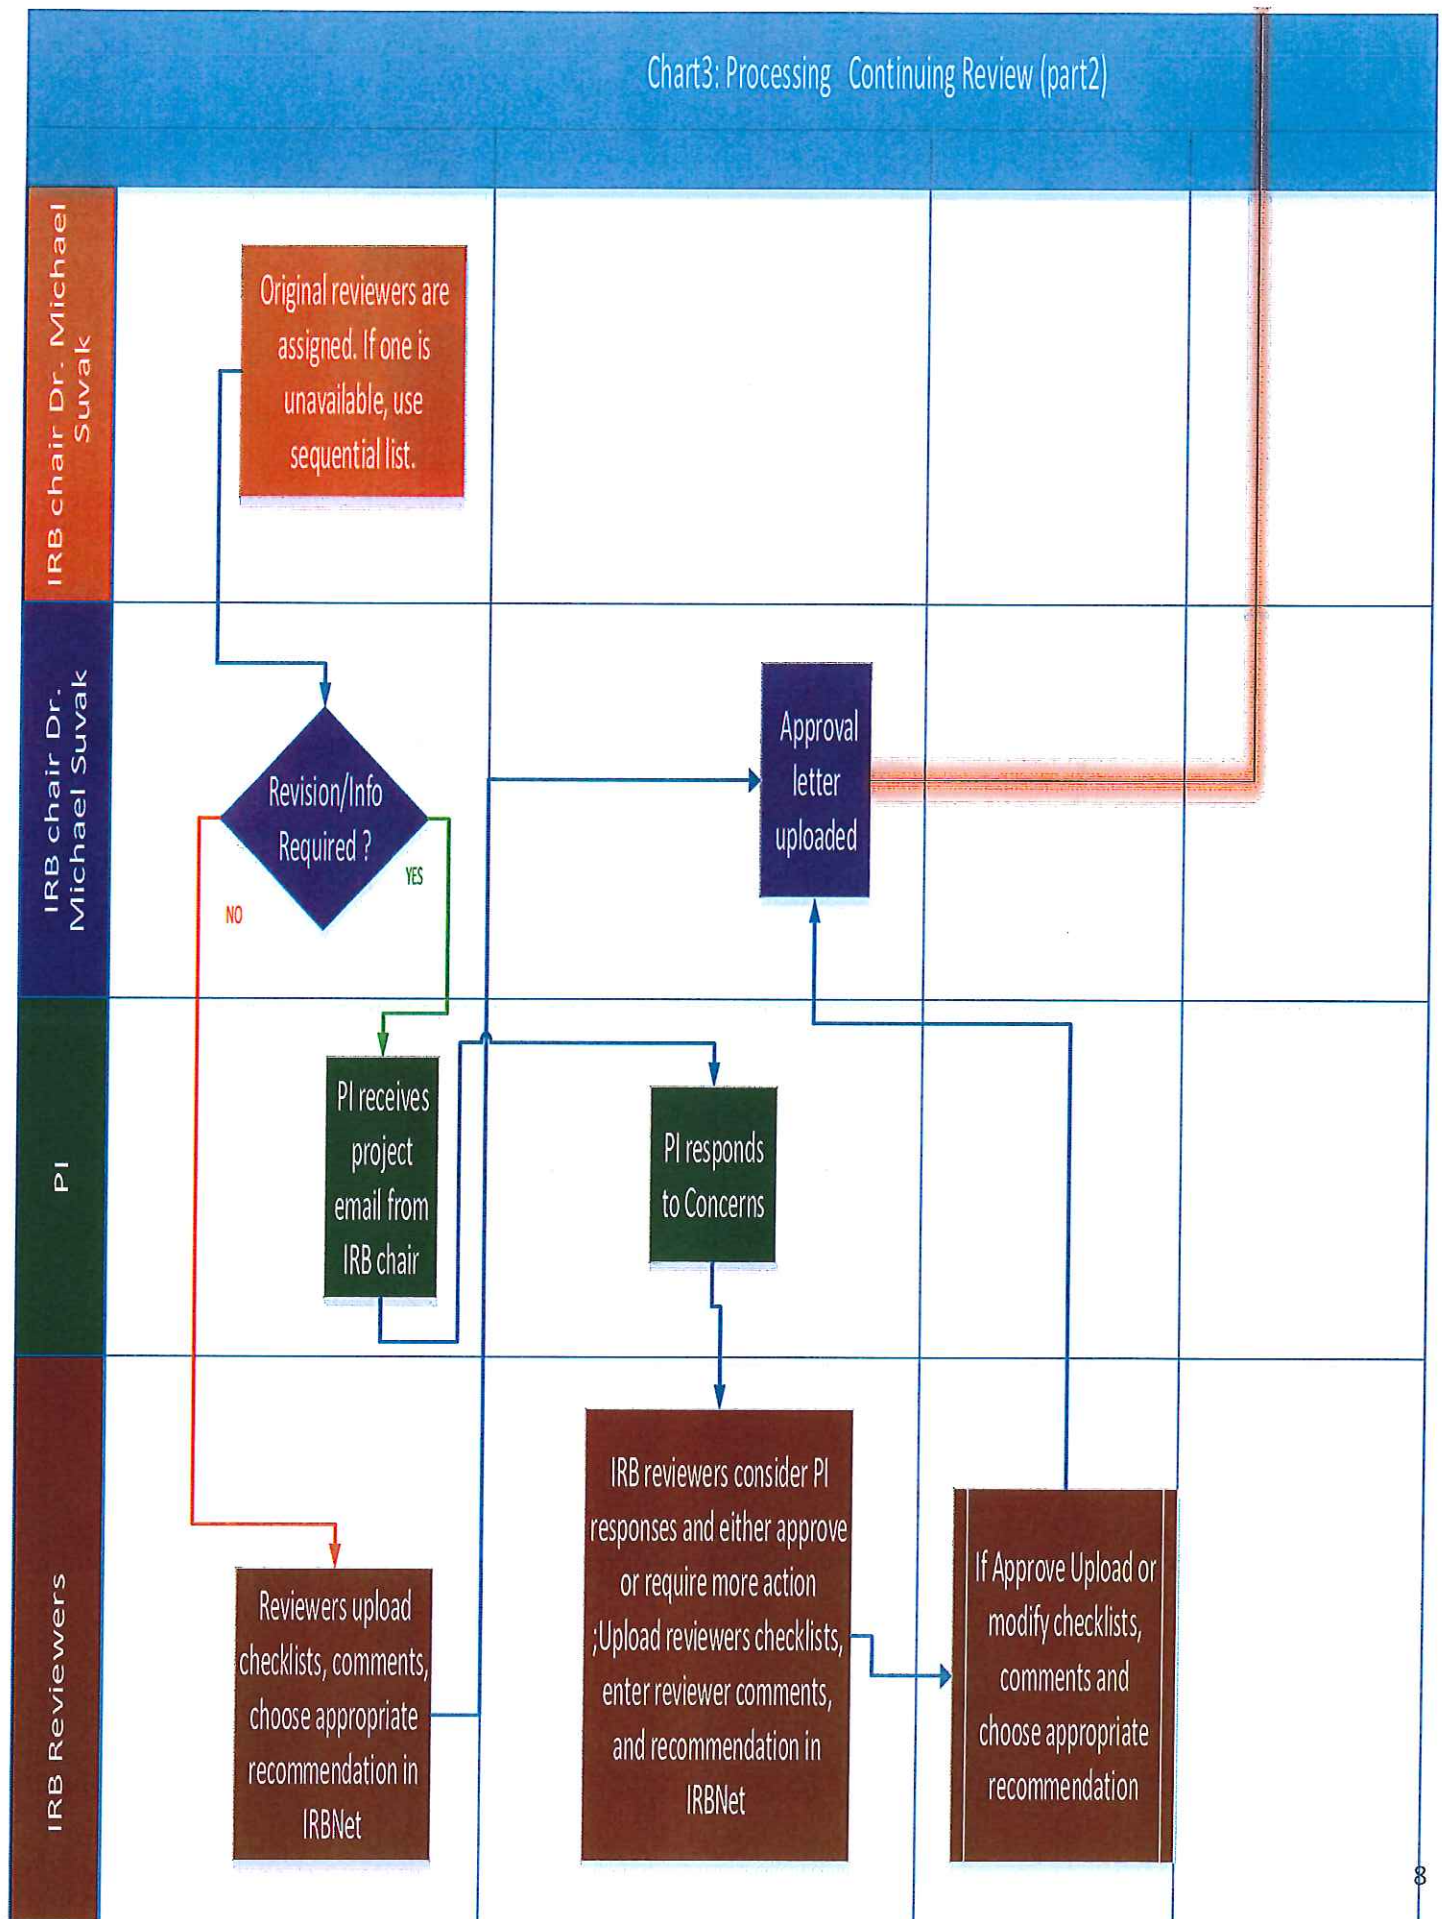 Chart3: Processing Continuing Review (part2)
IRB chair Dr. Michael
Suvak
Original reviewers are
assigned. If one is
unavailable, use
sequential list.
IRB chair Dr.
Michael Suvak
Revision/Info
Required ?
YES
NO
Approval
letter
uploaded
PI
PI receives
project
email from
IRB chair
PI responds
to Concerns
IRB Reviewers
Reviewers upload
checklists, comments,
choose appropriate
recommendation in
IRBNet
IRB reviewers consider PI
responses and either approve
or require more action
;Upload reviewers checklists,
enter reviewer comments,
and recommendation in
IRBNet
If Approve Upload or
modify checklists,
comments and
choose appropriate
recommendation
8